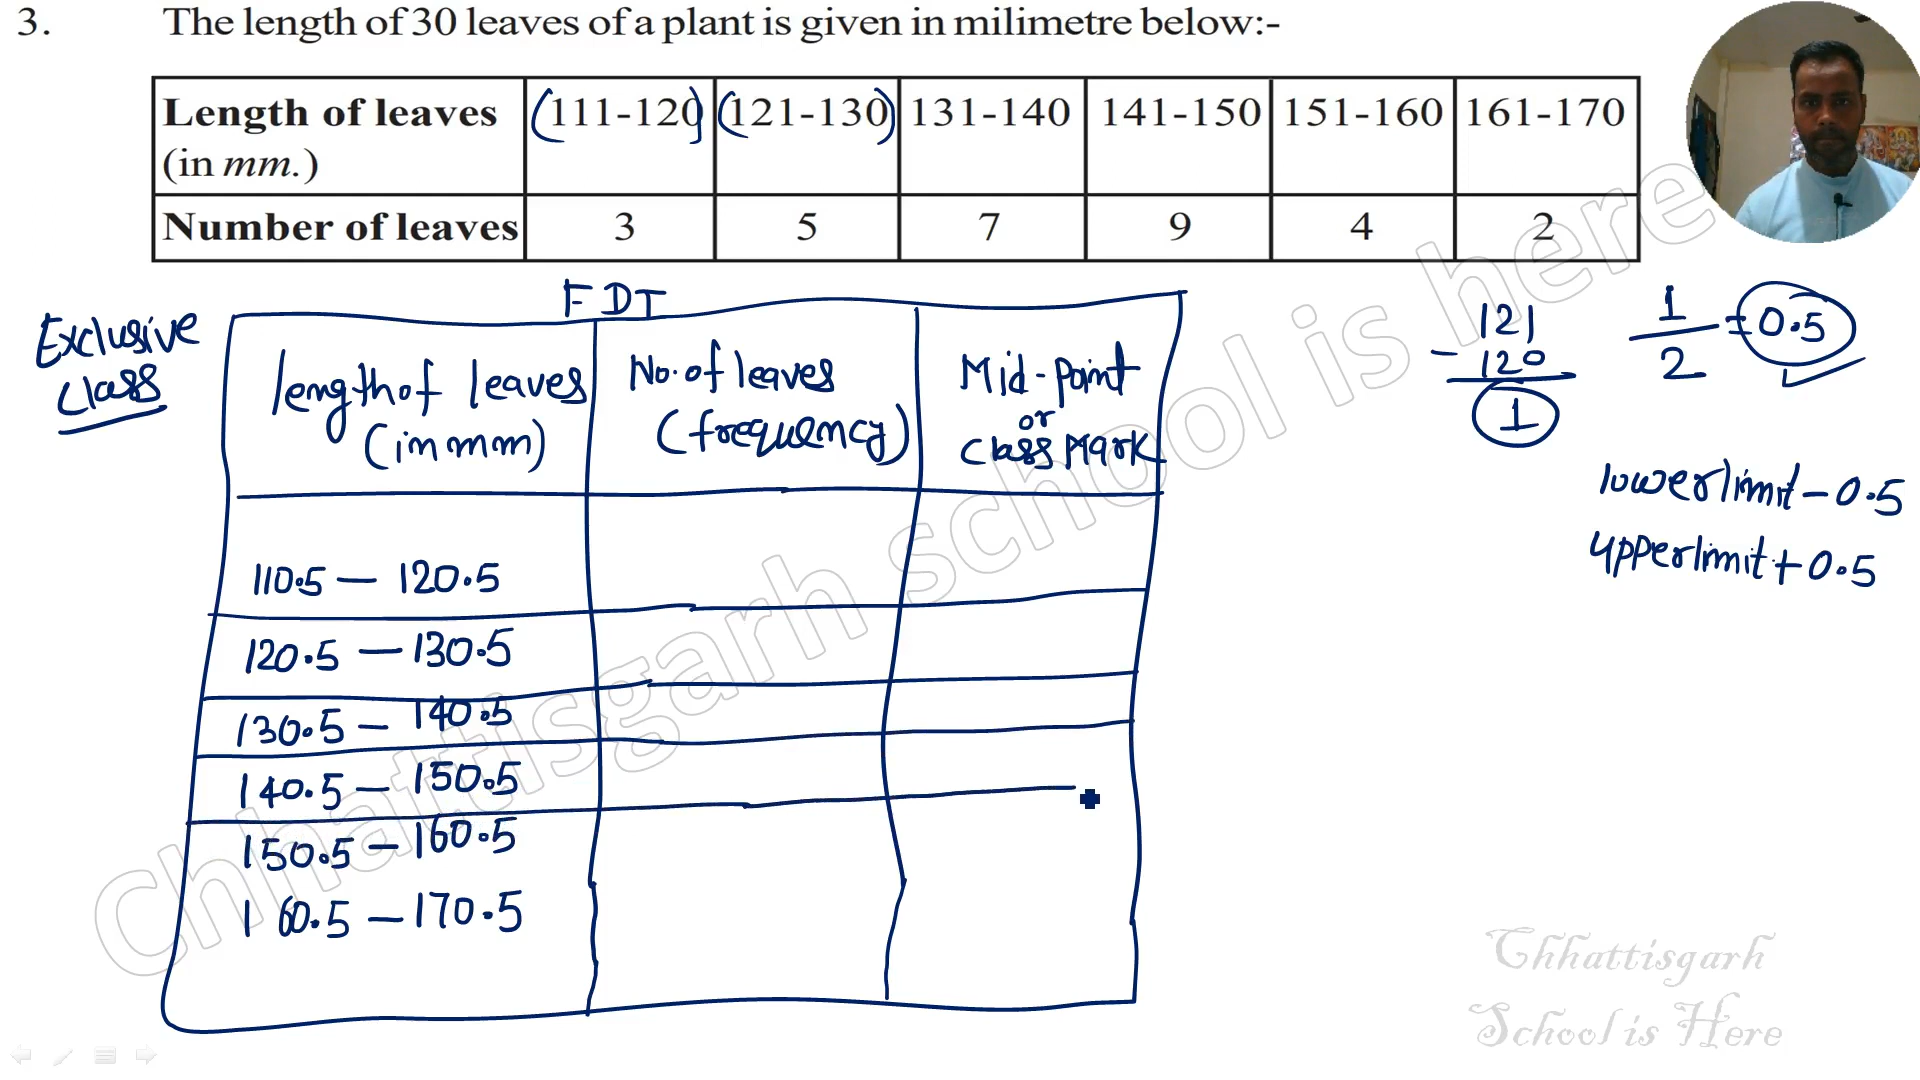 3. The length of 30 leaves of a plant is given in milimetre below:-
Length of leaves (in mm.) (111-120) (121-130) 131-140 141-150 151-160 161-170
Number of leaves 3 5 7 9 4 2
FDT
Exclusive
class
length of leaves
(in mm)
No. of leaves
(frequency)
Mid-Point
or
Class Mark
110.5 — 120.5
120.5 — 130.5
130.5 — 140.5
140.5 — 150.5
150.5 — 160.5
160.5 — 170.5
121
- 120
1
1/2 = 0.5
lowerlimit - 0.5
upperlimit + 0.5
Chhattisgarh school is here
Chhattisgarh
School is Here